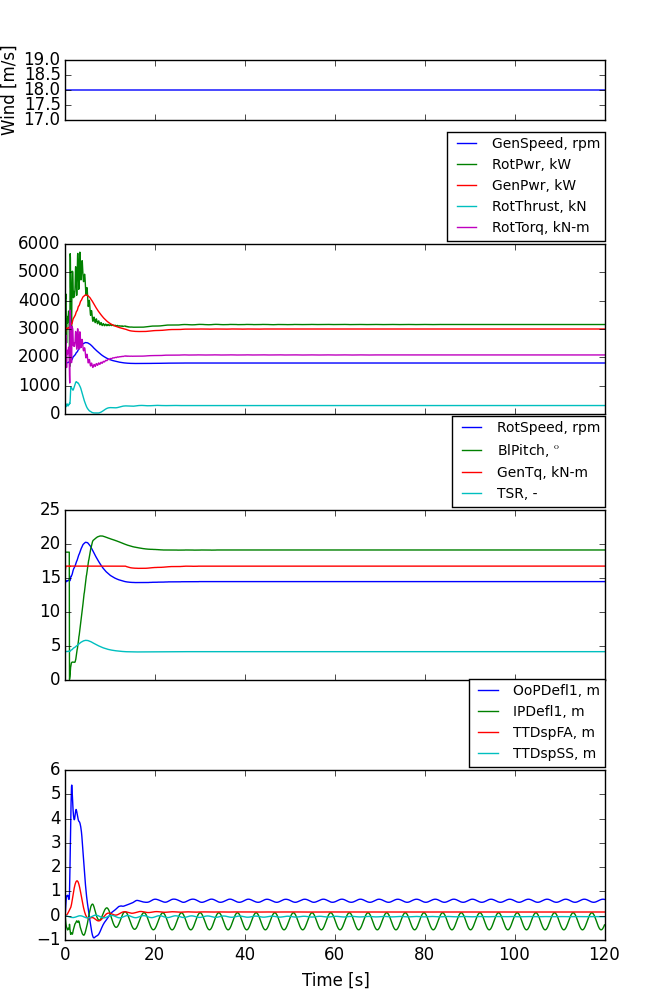 Wind [m/s]
19.0
18.5
18.0
17.5
17.0
GenSpeed, rpm
RotPwr, kW
GenPwr, kW
RotThrust, kN
RotTorq, kN-m
6000
5000
4000
3000
2000
1000
0
RotSpeed, rpm
BlPitch, °
GenTq, kN-m
TSR, -
25
20
15
10
5
0
OoPDefl1, m
IPDefl1, m
TTDspFA, m
TTDspSS, m
6
5
4
3
2
1
0
−1
0 20 40 60 80 100 120
Time [s]